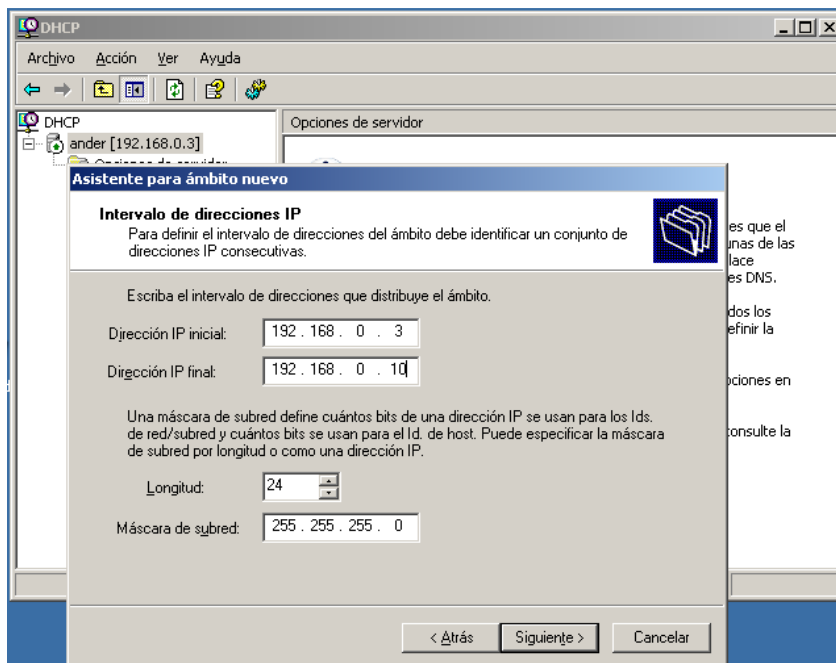 DHCP
Archivo Acción Ver Ayuda
DHCP
Opciones de servidor
ander [192.168.0.3]
Opciones de servidor
Asistente para ámbito nuevo
Intervalo de direcciones IP
Para definir el intervalo de direcciones del ámbito debe identificar un conjunto de
direcciones IP consecutivas.
es que el
unas de las
lace
es DNS.
dos los
efinir la
pciones en
consulte la
Escriba el intervalo de direcciones que distribuye el ámbito.
Dirección IP inicial: 192 . 168 . 0 . 3
Dirección IP final: 192 . 168 . 0 . 10
Una máscara de subred define cuántos bits de una dirección IP se usan para los Ids.
de red/subred y cuántos bits se usan para el Id. de host. Puede especificar la máscara
de subred por longitud o como una dirección IP.
Longitud: 24
Máscara de subred: 255 . 255 . 255 . 0
< Atrás Siguiente > Cancelar